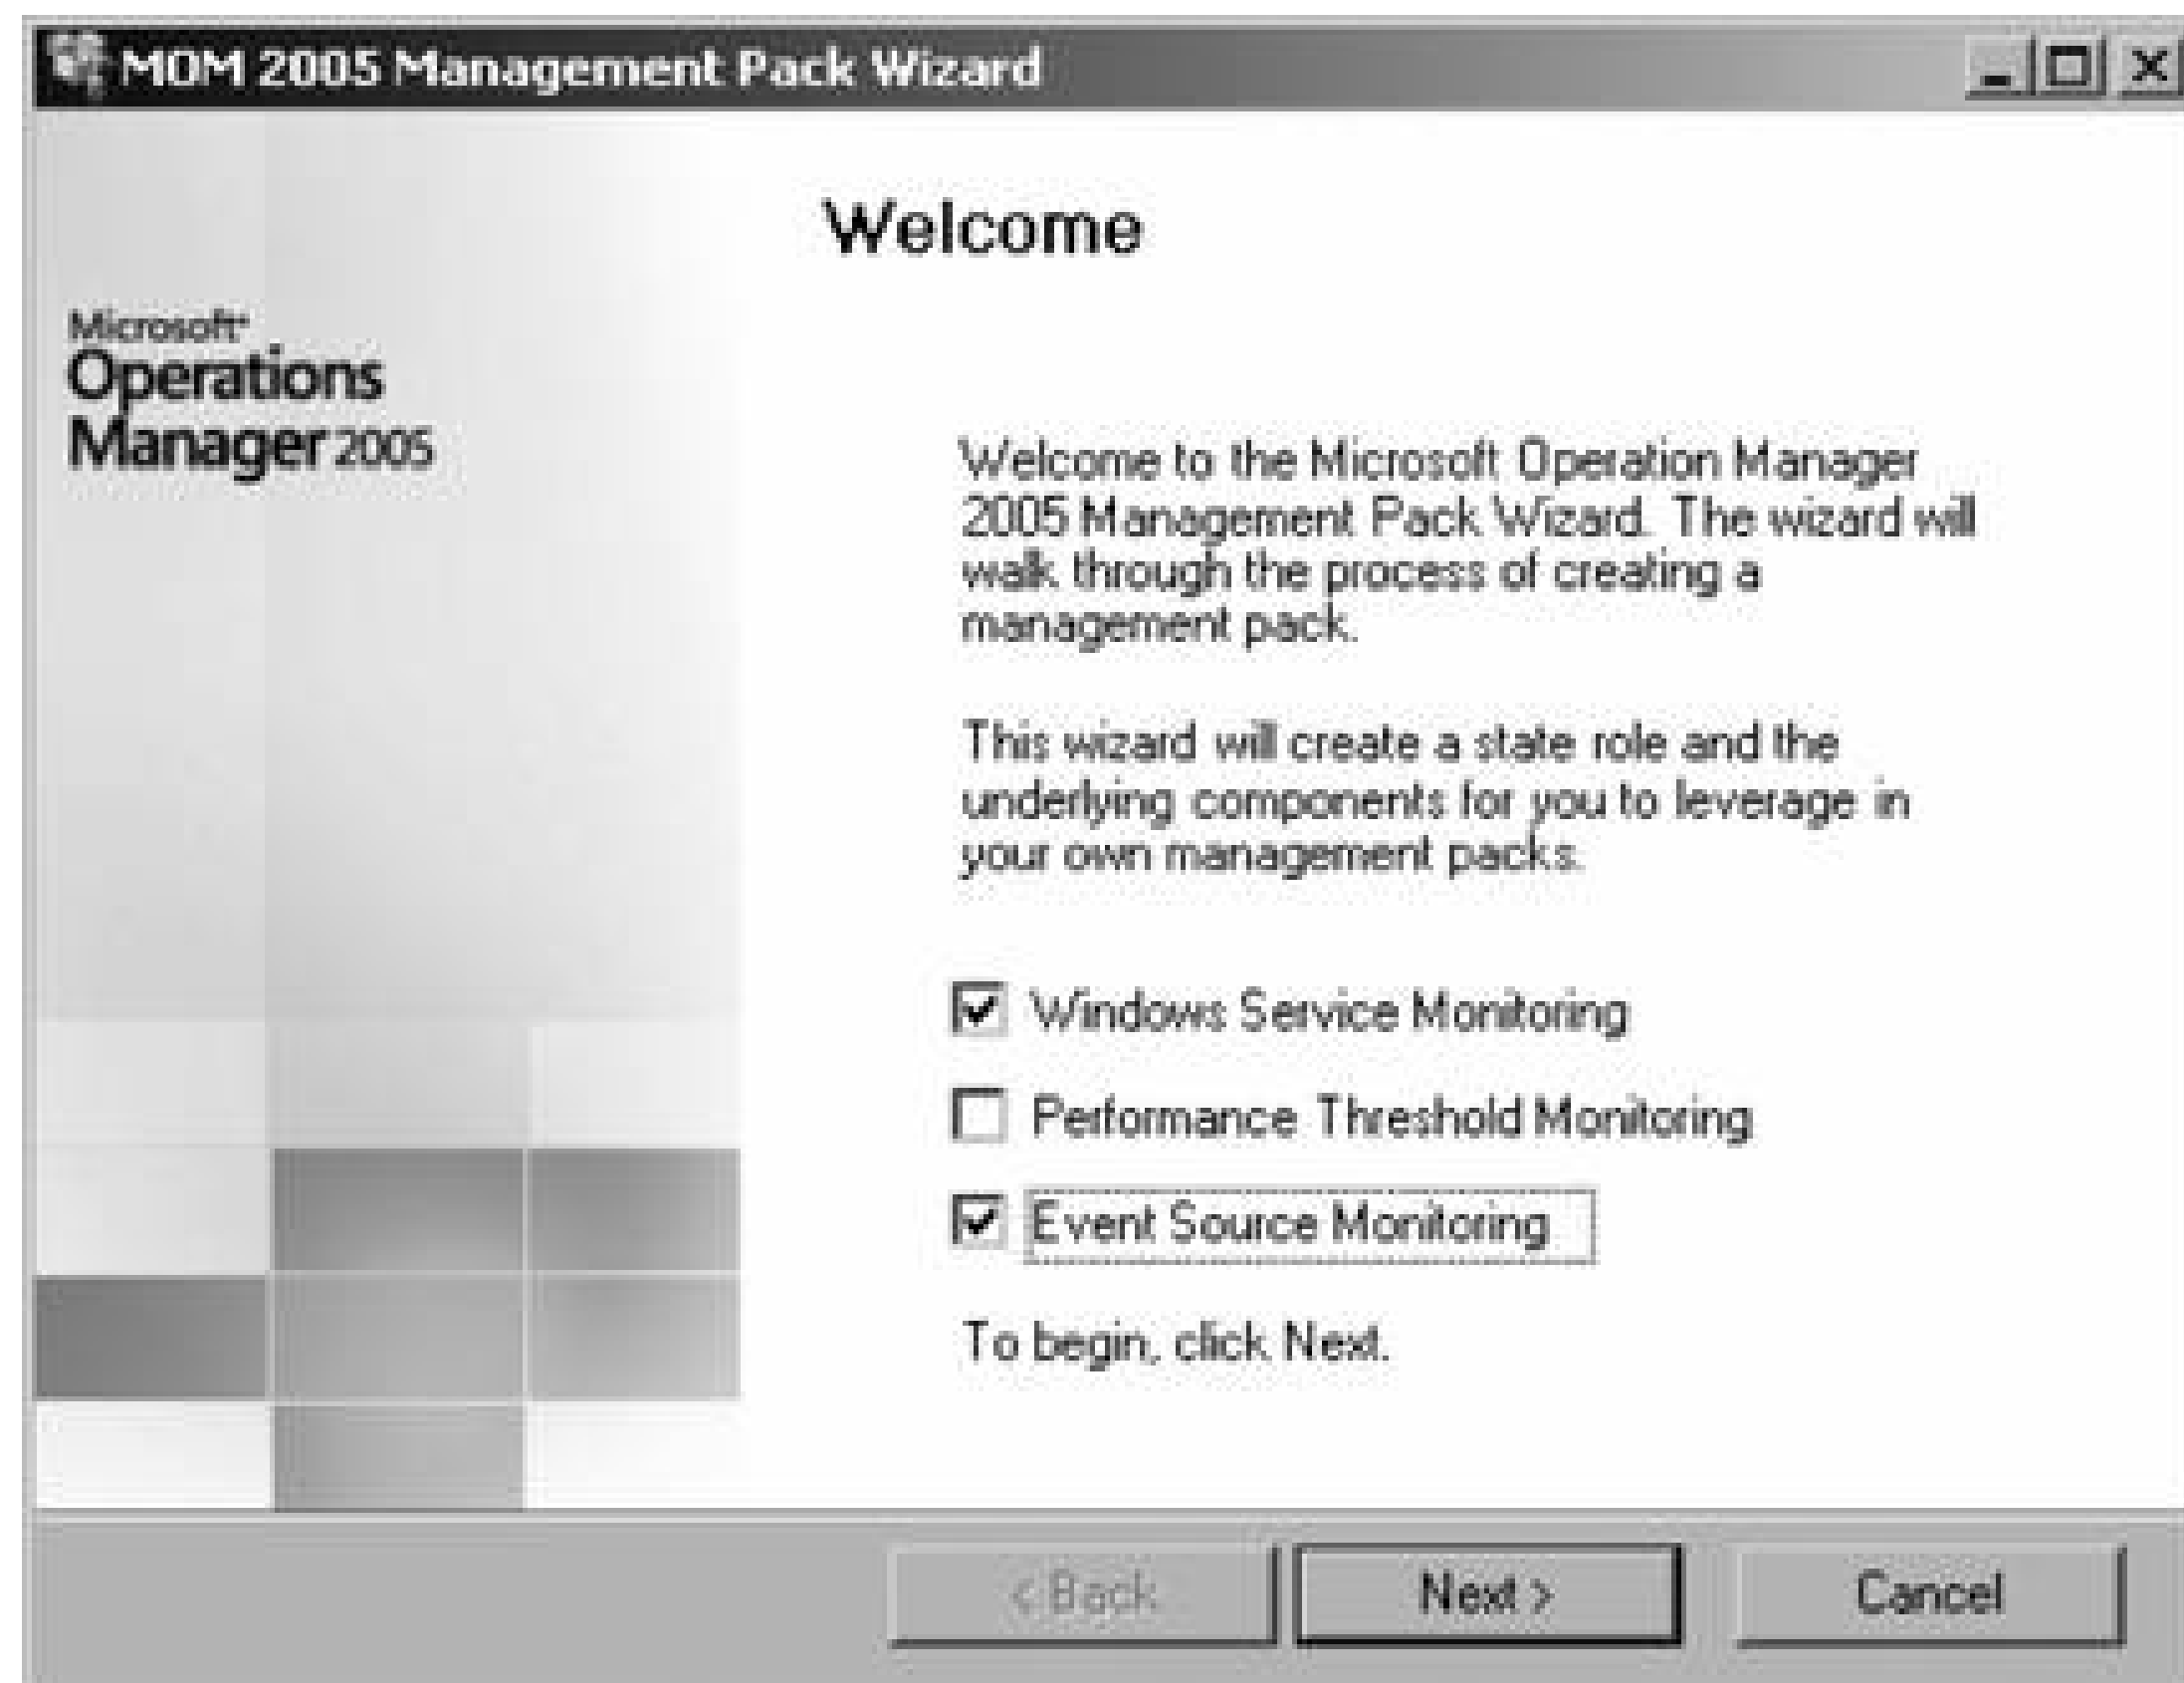 MOM 2005 Management Pack Wizard
Microsoft
Operations
Manager 2005
Welcome
Welcome to the Microsoft Operation Manager
2005 Management Pack Wizard. The wizard will
walk through the process of creating a
management pack.
This wizard will create a state role and the
underlying components for you to leverage in
your own management packs.
Windows Service Monitoring
Performance Threshold Monitoring
Event Source Monitoring
To begin, click Next.
< Back
Next >
Cancel